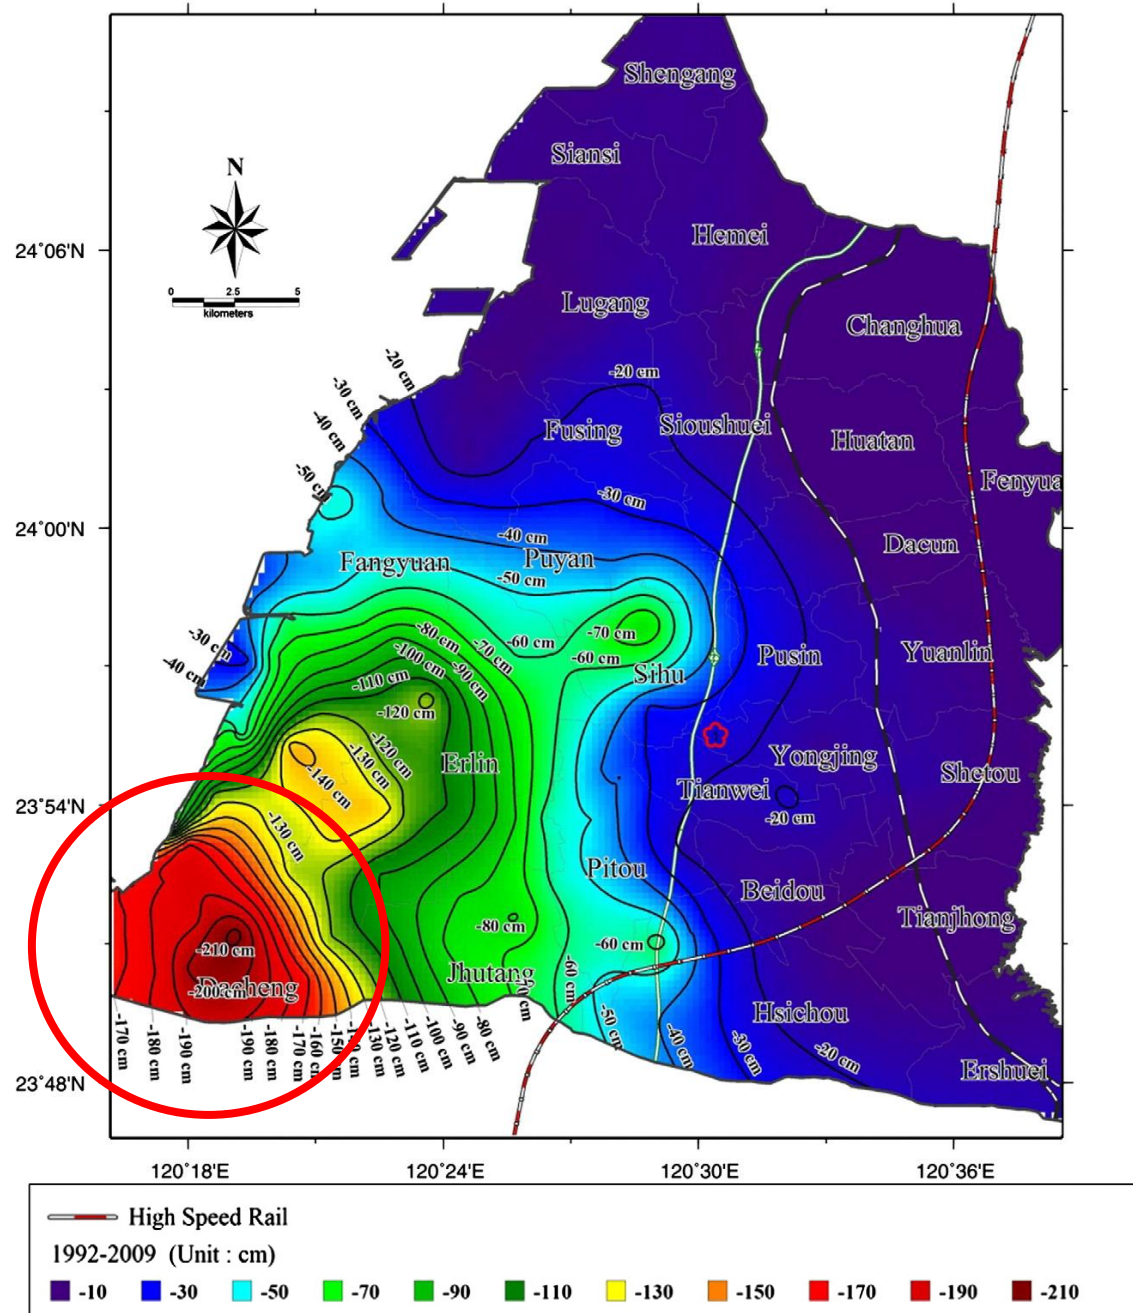 Shengang
Siansi
N
Hemei
24°06'N
0 2.5 5
kilometers
Lugang
Changhua
-20 cm
-20 cm
-30 cm
-40 cm
Fusing
Sioushuei
Huatan
-50 cm
-30 cm
Fenyua
24°00'N
-40 cm
Dacun
Fangyuan
Puyan
-50 cm
-80 cm
-70 cm
-60 cm
-70 cm
-30 cm
-60 cm
Pusin
Yuanlin
-40 cm
-100 cm
-90 cm
Sihu
-110 cm
-120 cm
-120 cm
Erlin
Yongjing
-130 cm
Shetou
-140 cm
Tianwei
23°54'N
-20 cm
-130 cm
Pitou
Beidou
-80 cm
Tianjhong
-210 cm
-60 cm
Jhutang
-60 cm
-200cm
Dacheng
Hsichou
-50 cm
-40 cm
-30 cm
-20 cm
-170 cm
-180 cm
-190 cm
-190 cm
-180 cm
-170 cm
-160 cm
-150 cm
-130 cm
-120 cm
-110 cm
-100 cm
-90 cm
-80 cm
Ershuei
23°48'N
120°18'E 120°24'E 120°30'E 120°36'E
High Speed Rail
1992-2009 (Unit : cm)
-10 -30 -50 -70 -90 -110 -130 -150 -170 -190 -210